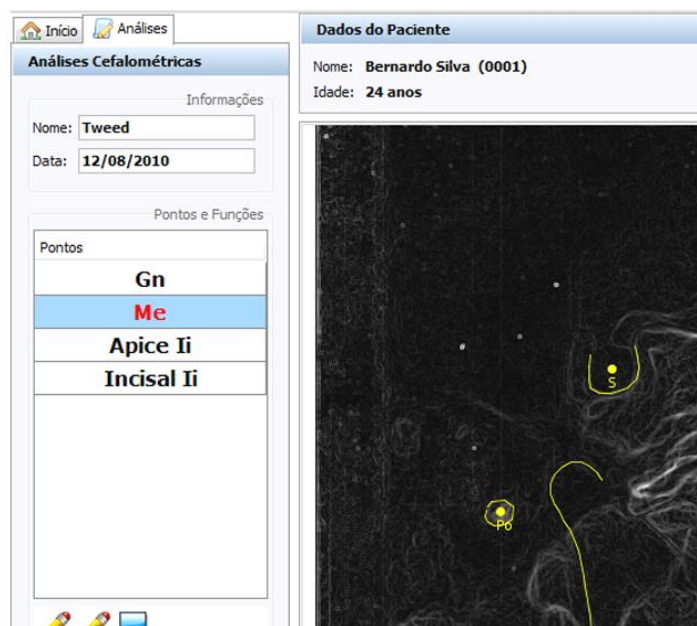 Início
Análises
Análises Cefalométricas
Informações
Nome: Tweed
Data: 12/08/2010
Pontos e Funções
Pontos
Gn
Me
Apice Ii
Incisal Ii
Dados do Paciente
Nome: Bernardo Silva (0001)
Idade: 24 anos
S
Po